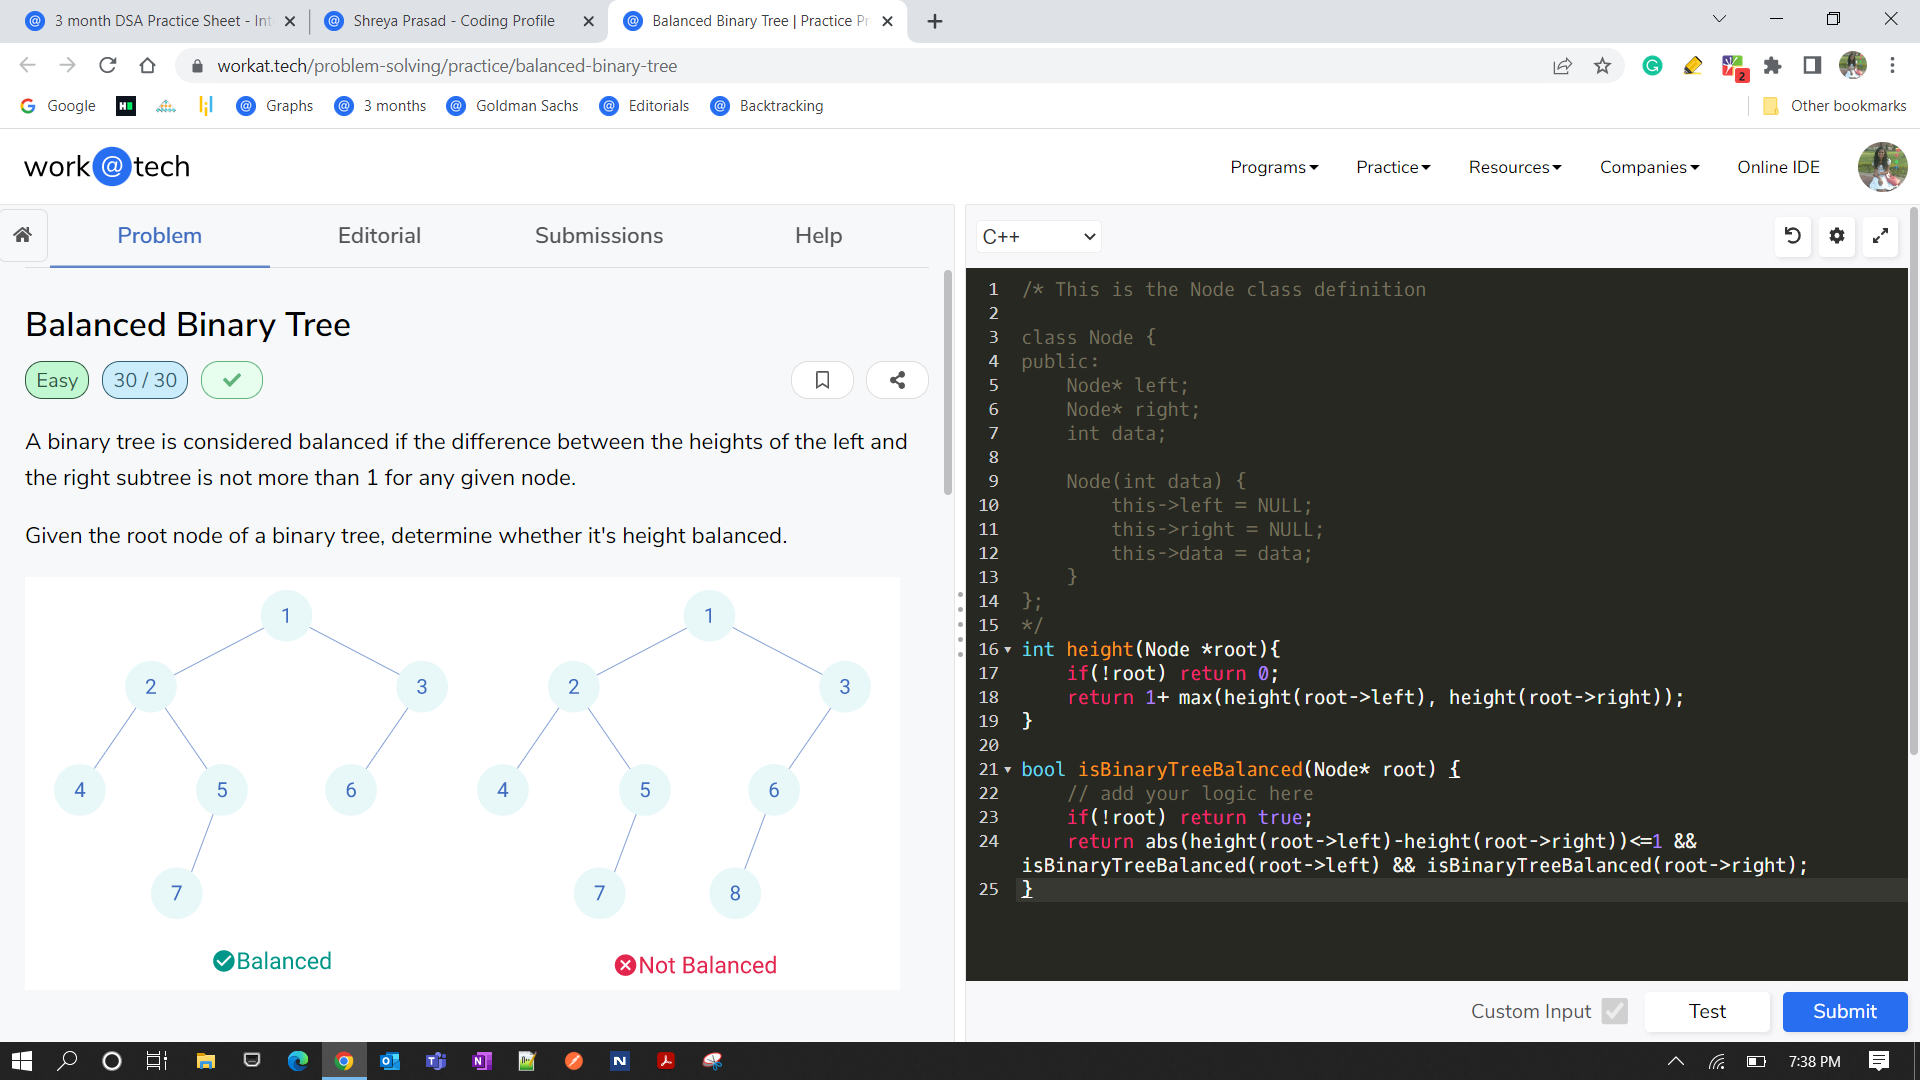 3 month DSA Practice Sheet - Int
Shreya Prasad - Coding Profile
Balanced Binary Tree | Practice Pr
workat.tech/problem-solving/practice/balanced-binary-tree
2
Google
Graphs
3 months
Goldman Sachs
Editorials
Backtracking
Other bookmarks
work@tech
Programs
Practice
Resources
Companies
Online IDE
Problem
Editorial
Submissions
Help
Balanced Binary Tree
Easy
30 / 30
A binary tree is considered balanced if the difference between the heights of the left and
the right subtree is not more than 1 for any given node.
Given the root node of a binary tree, determine whether it's height balanced.
1
2 3
4 5 6
7
Balanced
1
2 3
4 5 6
7 8
Not Balanced
C++
1 /* This is the Node class definition
2
3 class Node {
4 public:
5     Node* left;
6     Node* right;
7     int data;
8
9     Node(int data) {
10         this->left = NULL;
11         this->right = NULL;
12         this->data = data;
13     }
14 };
15 */
16 int height(Node *root){
17     if(!root) return 0;
18     return 1+ max(height(root->left), height(root->right));
19 }
20
21 bool isBinaryTreeBalanced(Node* root) {
22     // add your logic here
23     if(!root) return true;
24     return abs(height(root->left)-height(root->right))<=1 &&
isBinaryTreeBalanced(root->left) && isBinaryTreeBalanced(root->right);
25 }
Custom Input
Test
Submit
7:38 PM